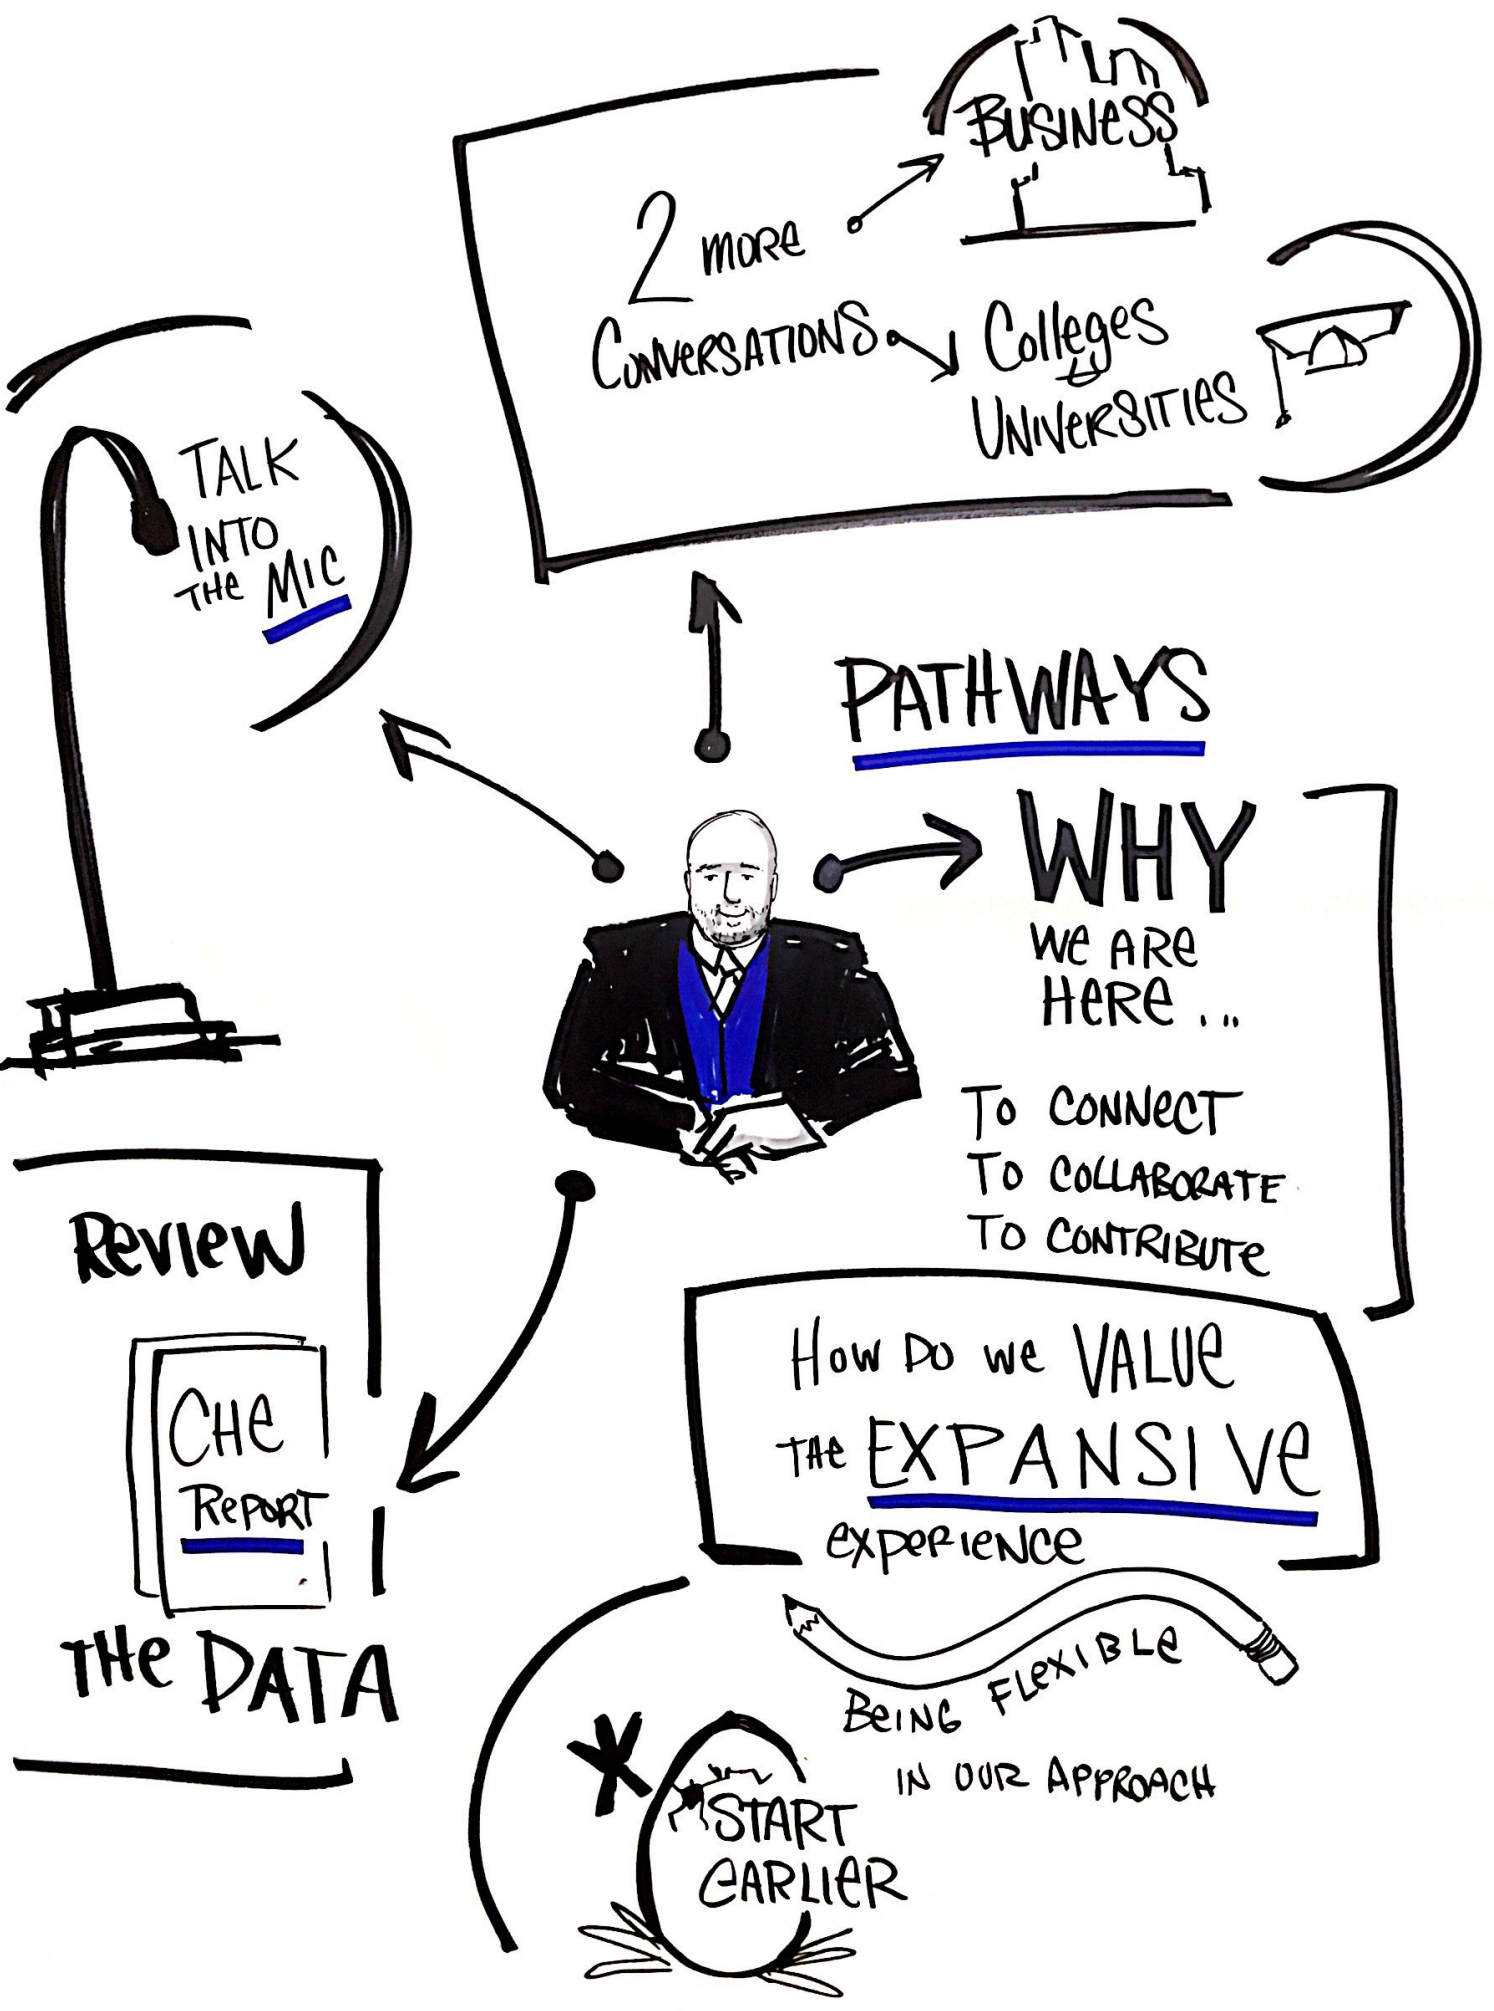 BUSINESS
2 MORE
CONVERSATIONS
Colleges
&
UNIVERSITIES
TALK
INTO
THE MIC
PATHWAYS
WHY
WE ARE
HERE...
TO CONNECT
TO COLLABORATE
TO CONTRIBUTE
REVIEW
CHE
REPORT
THE DATA
HOW DO WE VALUE
THE EXPANSIVE
EXPERIENCE
BEING FLEXIBLE
IN OUR APPROACH
START
EARLIER